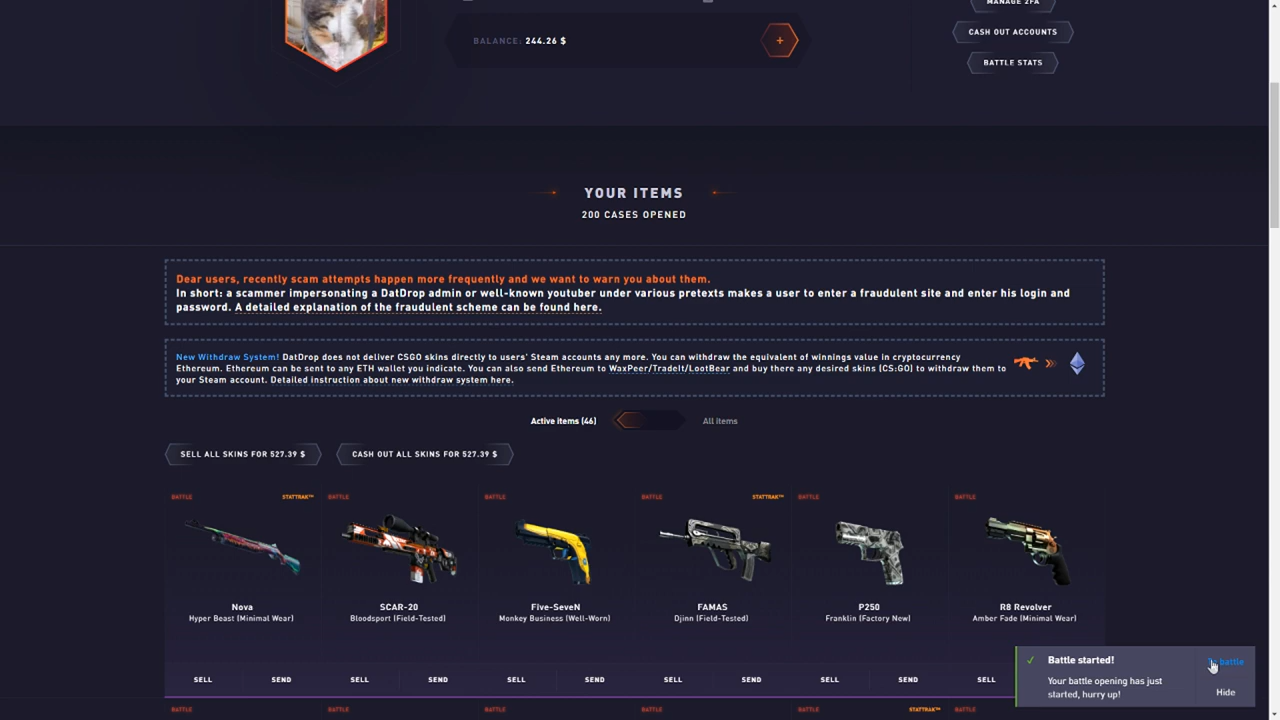 MANAGE 2FA
BALANCE: 244.26 $
+
CASH OUT ACCOUNTS
BATTLE STATS
YOUR ITEMS
200 CASES OPENED
Dear users, recently scam attempts happen more frequently and we want to warn you about them.
In short: a scammer impersonating a DatDrop admin or well-known youtuber under various pretexts makes a user to enter a fraudulent site and enter his login and
password. A detailed explanation of the fraudulent scheme can be found here.
New Withdraw System! DatDrop does not deliver CSGO skins directly to users' Steam accounts any more. You can withdraw the equivalent of winnings value in cryptocurrency
Ethereum. Ethereum can be sent to any ETH wallet you indicate. You can also send Ethereum to WaxPeer/TradeIt/LootBear and buy there any desired skins (CS:GO) to withdraw them to
your Steam account. Detailed instruction about new withdraw system here.
Active items (46) All items
SELL ALL SKINS FOR 527.39 $ CASH OUT ALL SKINS FOR 527.39 $
BATTLE STATTRAK™ BATTLE BATTLE BATTLE STATTRAK™ BATTLE BATTLE
Nova SCAR-20 Five-SeveN FAMAS P250 R8 Revolver
Hyper Beast (Minimal Wear) Bloodsport (Field-Tested) Monkey Business (Well-Worn) Djinn (Field-Tested) Franklin (Factory New) Amber Fade (Minimal Wear)
SELL SEND SELL SEND SELL SEND SELL SEND SELL SEND SELL
Battle started!
battle
Your battle opening has just
started, hurry up!
Hide
BATTLE BATTLE BATTLE BATTLE BATTLE STATTRAK™ BATTLE